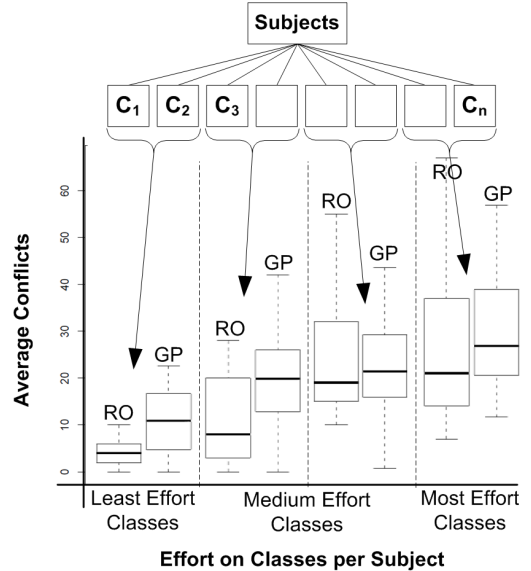 Subjects
C1 C2 C3 Cn
Average Conflicts
60
50
40
30
20
10
0
RO
GP
RO
GP
RO
GP
RO
GP
Least Effort
Classes
Medium Effort
Classes
Most Effort
Classes
Effort on Classes per Subject